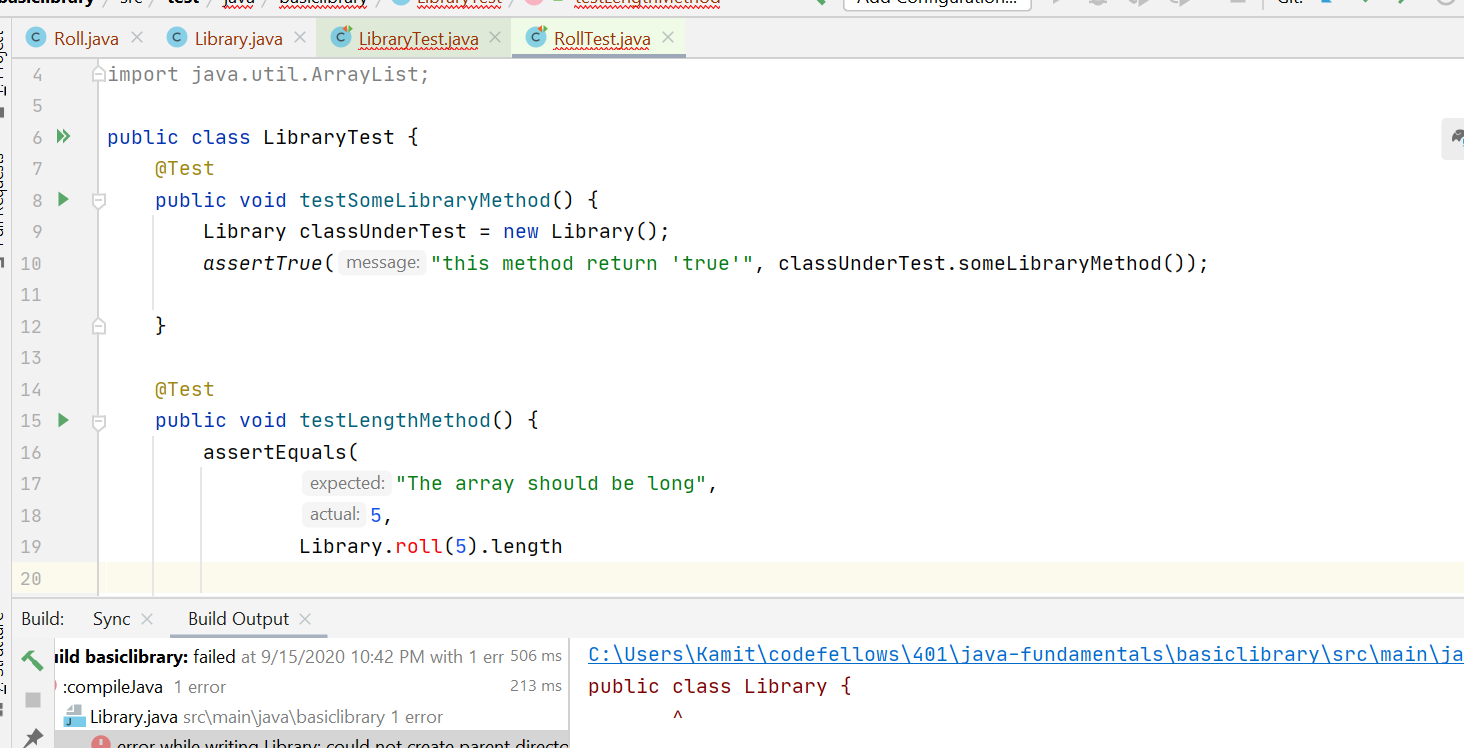 basiclibrary / src / test / java / basiclibrary / LibraryTest / testLengthMethod Add Configuration... Git:
Roll.java Library.java LibraryTest.java RollTest.java
4 import java.util.ArrayList;
5
6 public class LibraryTest {
7 @Test
8 public void testSomeLibraryMethod() {
9 Library classUnderTest = new Library();
10 assertTrue( message: "this method return 'true'", classUnderTest.someLibraryMethod());
11
12 }
13
14 @Test
15 public void testLengthMethod() {
16 assertEquals(
17 expected: "The array should be long",
18 actual: 5,
19 Library.roll(5).length
20
Build: Sync Build Output
uild basiclibrary: failed at 9/15/2020 10:42 PM with 1 err 506 ms
:compileJava 1 error 213 ms
Library.java src\main\java\basiclibrary 1 error
error while writing Library: could not create parent directo
C:\Users\Kamit\codefellows\401\java-fundamentals\basiclibrary\src\main\ja
public class Library {
^